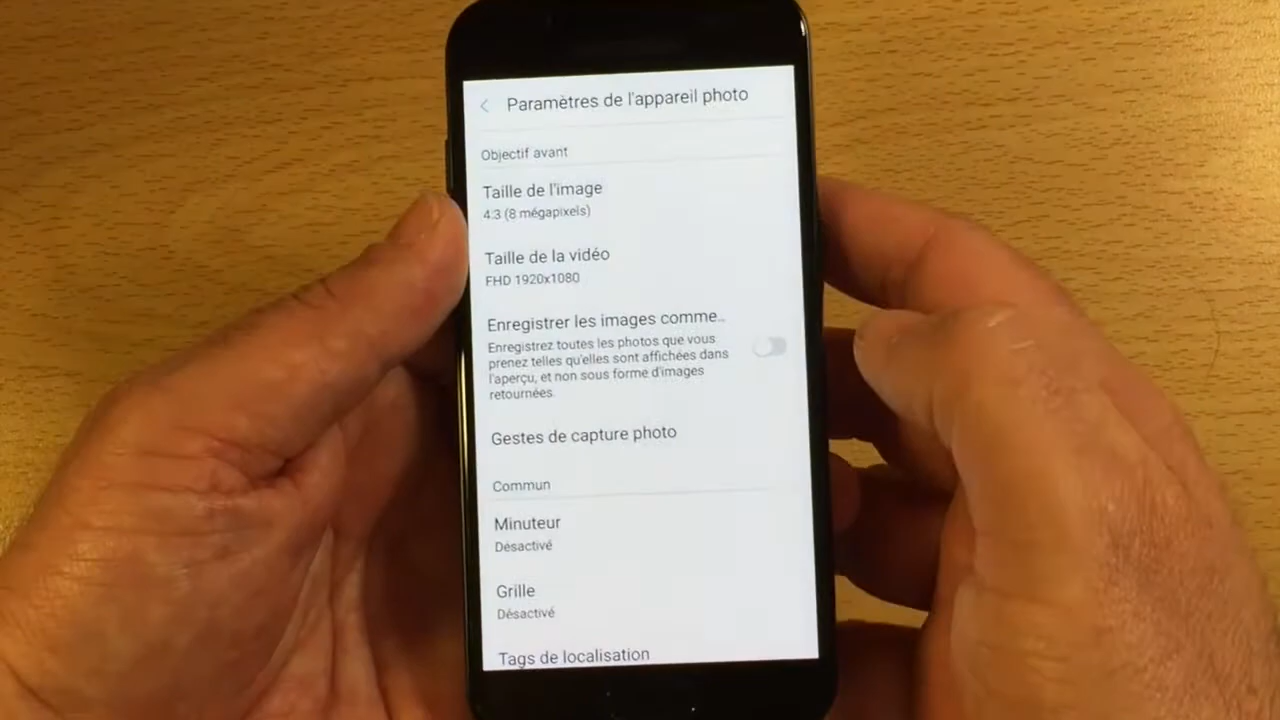 Paramètres de l'appareil photo
Objectif avant
Taille de l'image
4:3 (8 mégapixels)
Taille de la vidéo
FHD 1920x1080
Enregistrer les images comme..
Enregistrez toutes les photos que vous
prenez telles qu'elles sont affichées dans
l'aperçu, et non sous forme d'images
retournées.
Gestes de capture photo
Commun
Minuteur
Désactivé
Grille
Désactivé
Tags de localisation